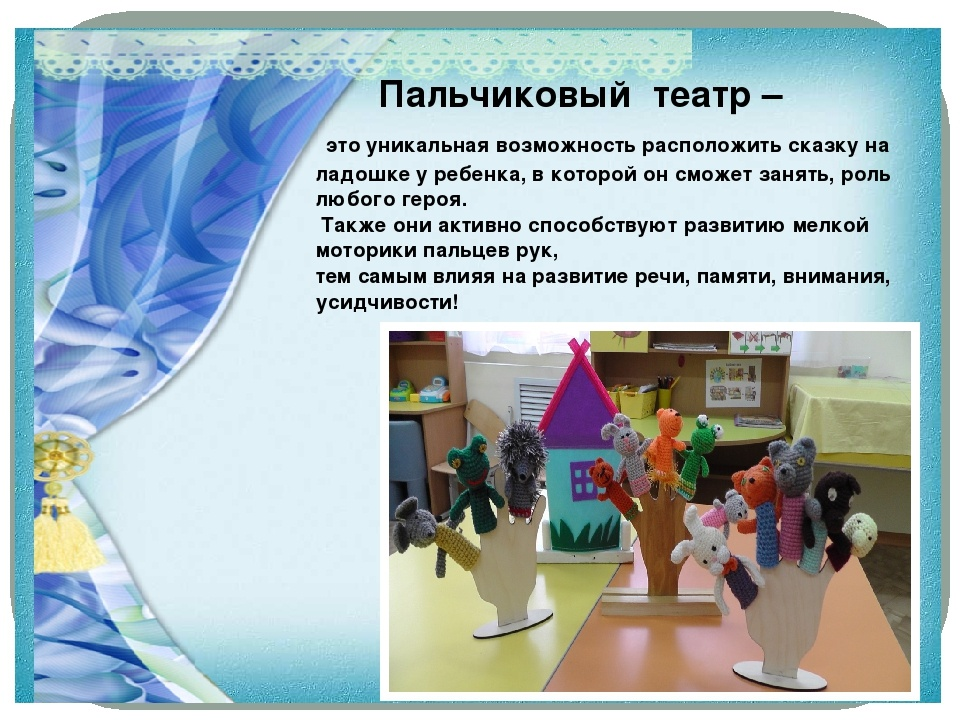 Пальчиковый театр –
это уникальная возможность расположить сказку на
ладошке у ребенка, в которой он сможет занять, роль
любого героя.
Также они активно способствуют развитию мелкой
моторики пальцев рук,
тем самым влияя на развитие речи, памяти, внимания,
усидчивости!